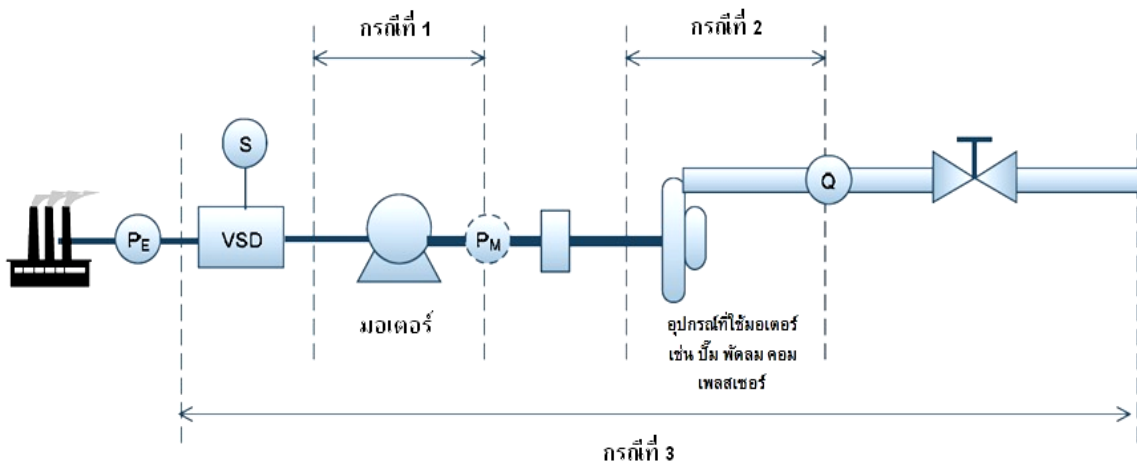 กรณีที่ 1
กรณีที่ 2
S
Q
P_E
VSD
P_M
มอเตอร์
อุปกรณ์ที่ใช้มอเตอร์
เช่น ปั๊ม พัดลม คอม
เพลสเซอร์
กรณีที่ 3